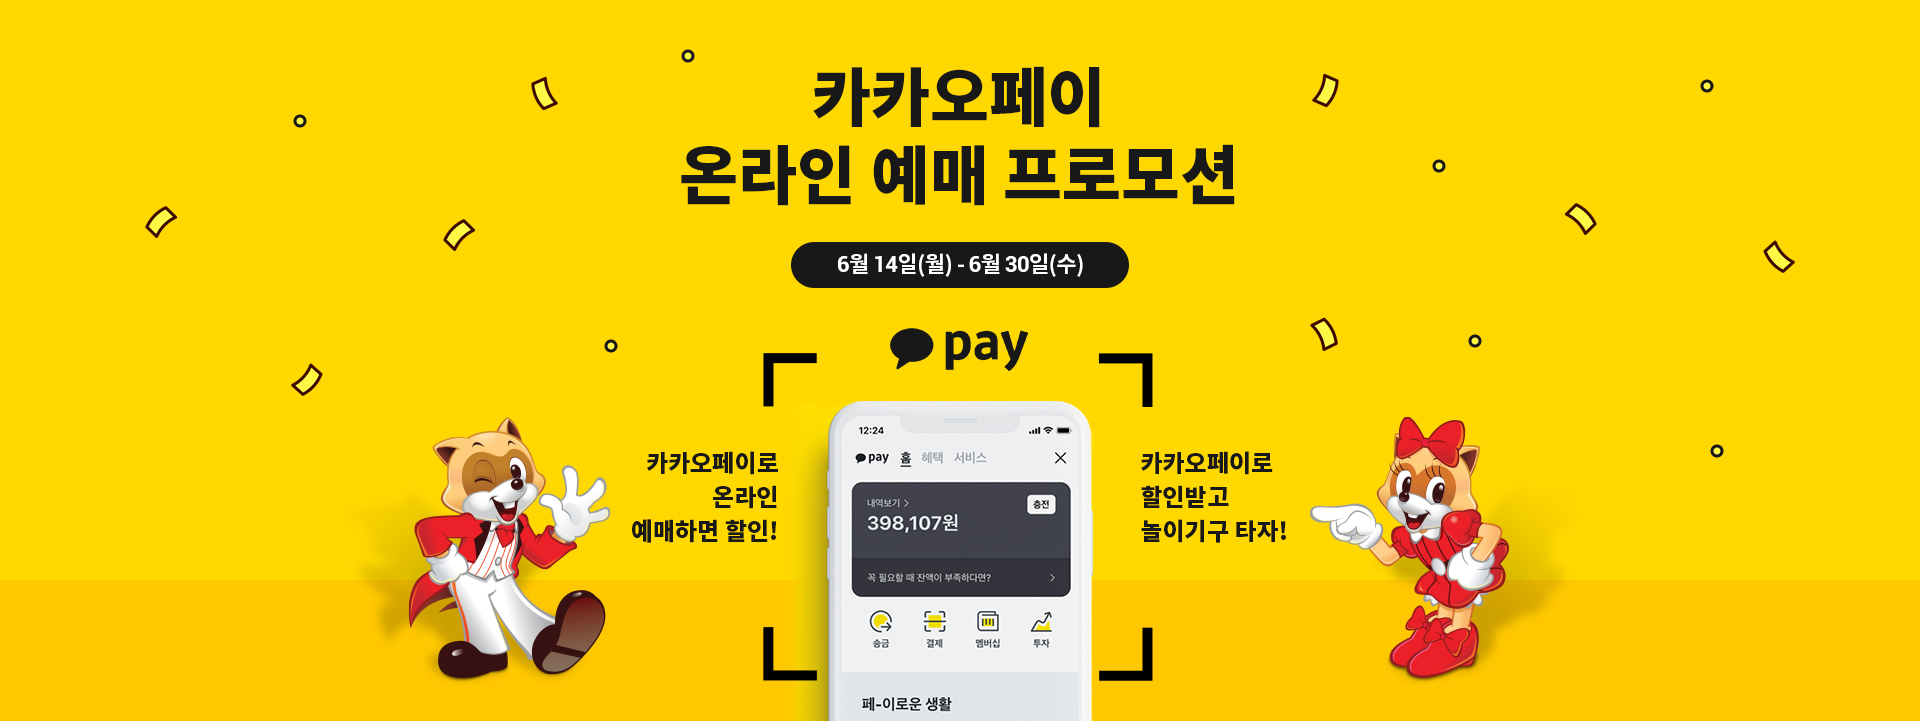 카카오페이
온라인 예매 프로모션
6월 14일(월) - 6월 30일(수)
pay
카카오페이로
온라인
예매하면 할인!
12:24
pay 홈 혜택 서비스
내역보기
충전
398,107원
꼭 필요할 때 잔액이 부족하다면?
송금 결제 멤버십 투자
페-이로운 생활
카카오페이로
할인받고
놀이기구 타자!